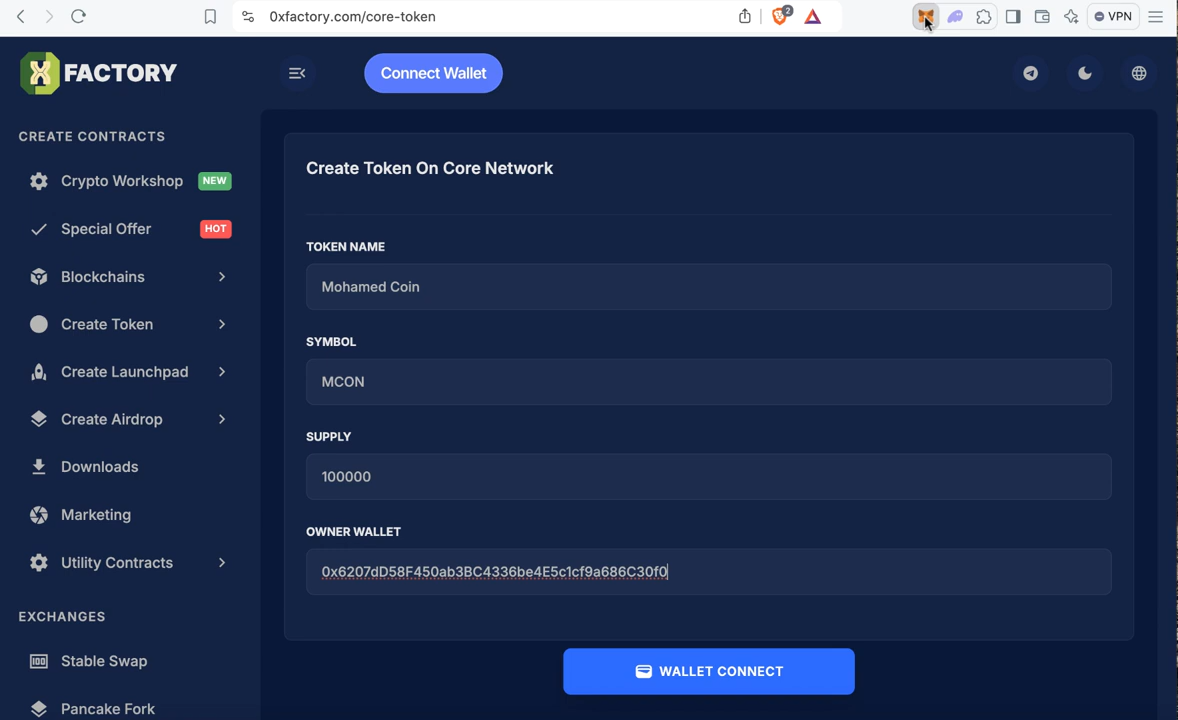 0xfactory.com/core-token
2
VPN
X FACTORY
Connect Wallet
CREATE CONTRACTS
Crypto Workshop NEW
Special Offer HOT
Blockchains
Create Token
Create Launchpad
Create Airdrop
Downloads
Marketing
Utility Contracts
EXCHANGES
Stable Swap
Pancake Fork
Create Token On Core Network
TOKEN NAME
Mohamed Coin
SYMBOL
MCON
SUPPLY
100000
OWNER WALLET
0x6207dD58F450ab3BC4336be4E5c1cf9a686C30f0
WALLET CONNECT